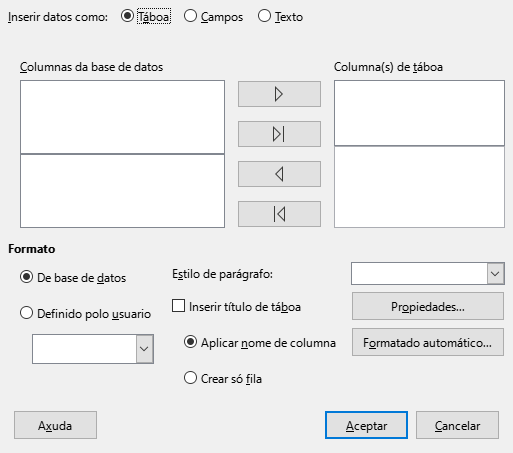 Inserir datos como: Táboa Campos Texto
Columnas da base de datos Columna(s) de táboa
Formato
De base de datos Estilo de parágrafo:
Definido polo usuario Inserir título de táboa Propiedades...
Aplicar nome de columna Formatado automático...
Crear só fila
Axuda Aceptar Cancelar